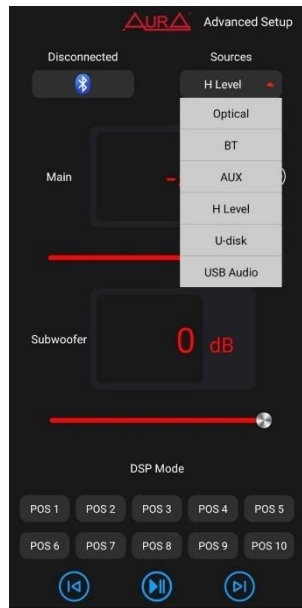 AURA Advanced Setup
Disconnected Sources
H Level
Optical
BT
Main AUX
H Level
U-disk
USB Audio
Subwoofer 0 dB
DSP Mode
POS 1 POS 2 POS 3 POS 4 POS 5
POS 6 POS 7 POS 8 POS 9 POS 10